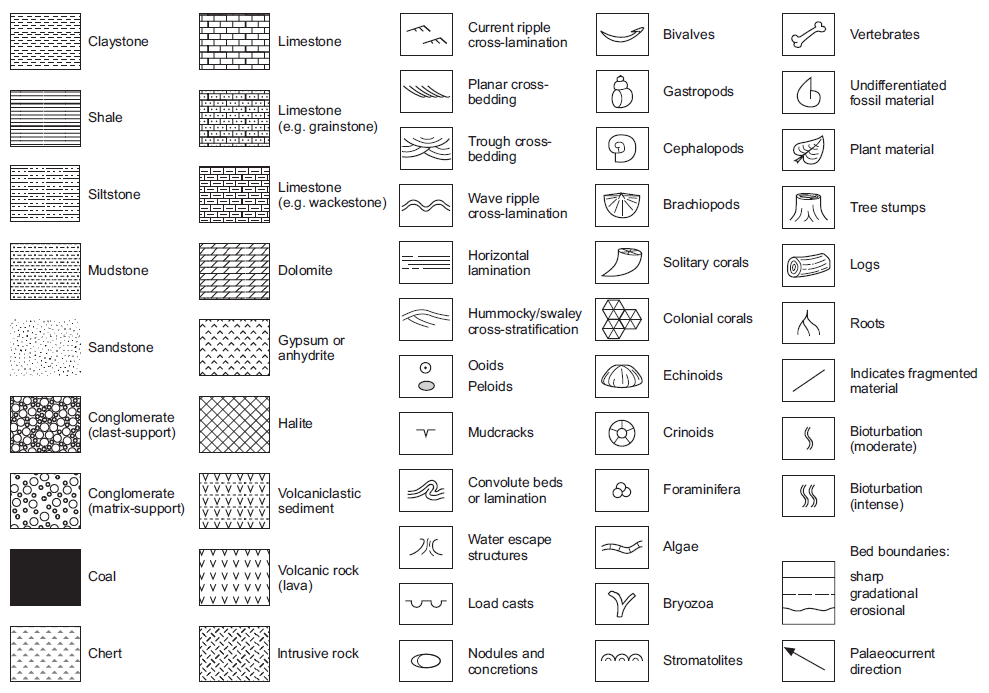 Claystone
Shale
Siltstone
Mudstone
Sandstone
Conglomerate
(clast-support)
Conglomerate
(matrix-support)
Coal
Chert
Limestone
Limestone
(e.g. grainstone)
Limestone
(e.g. wackestone)
Dolomite
Gypsum or
anhydrite
Halite
Volcaniclastic
sediment
Volcanic rock
(lava)
Intrusive rock
Current ripple
cross-lamination
Planar cross-
bedding
Trough cross-
bedding
Wave ripple
cross-lamination
Horizontal
lamination
Hummocky/swaley
cross-stratification
Ooids
Peloids
Mudcracks
Convolute beds
or lamination
Water escape
structures
Load casts
Nodules and
concretions
Bivalves
Gastropods
Cephalopods
Brachiopods
Solitary corals
Colonial corals
Echinoids
Crinoids
Foraminifera
Algae
Bryozoa
Stromatolites
Vertebrates
Undifferentiated
fossil material
Plant material
Tree stumps
Logs
Roots
Indicates fragmented
material
Bioturbation
(moderate)
Bioturbation
(intense)
Bed boundaries:
sharp
gradational
erosional
Palaeocurrent
direction